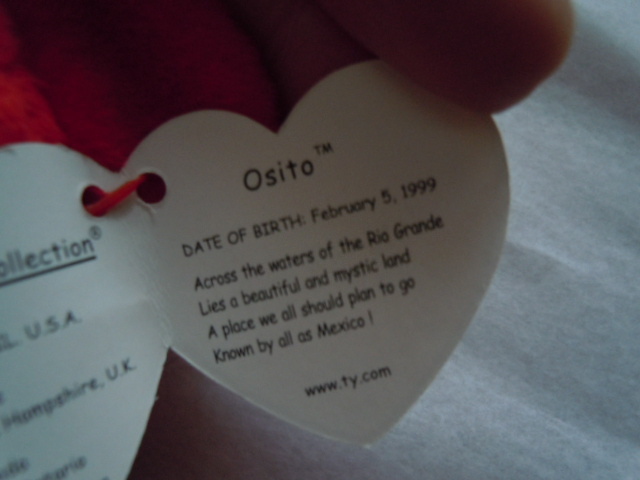 ollection®
U.S.A.
Hampshire, U.K.
Osito™
DATE OF BIRTH: February 5, 1999
Across the waters of the Rio Grande
Lies a beautiful and mystic land
A place we all should plan to go
Known by all as Mexico !
www.ty.com